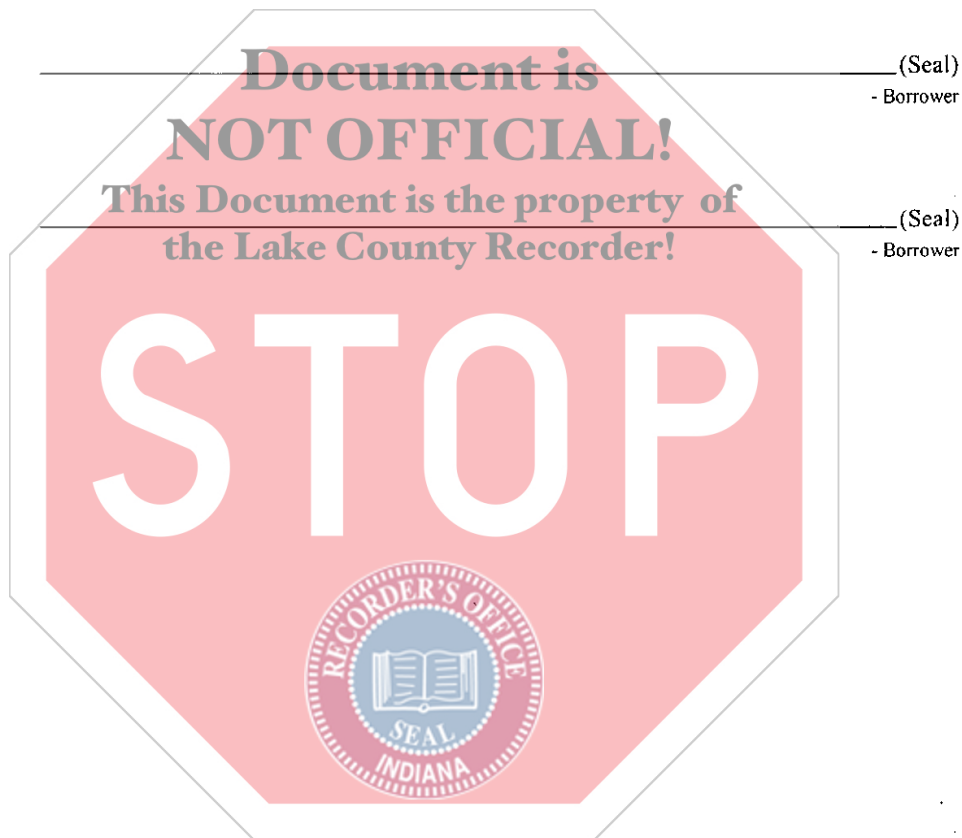 Document is
(Seal)
- Borrower
NOT OFFICIAL!
This Document is the property of
(Seal)
the Lake County Recorder!
- Borrower
STOP
RECORDER'S OFFICE
SEAL
INDIANA